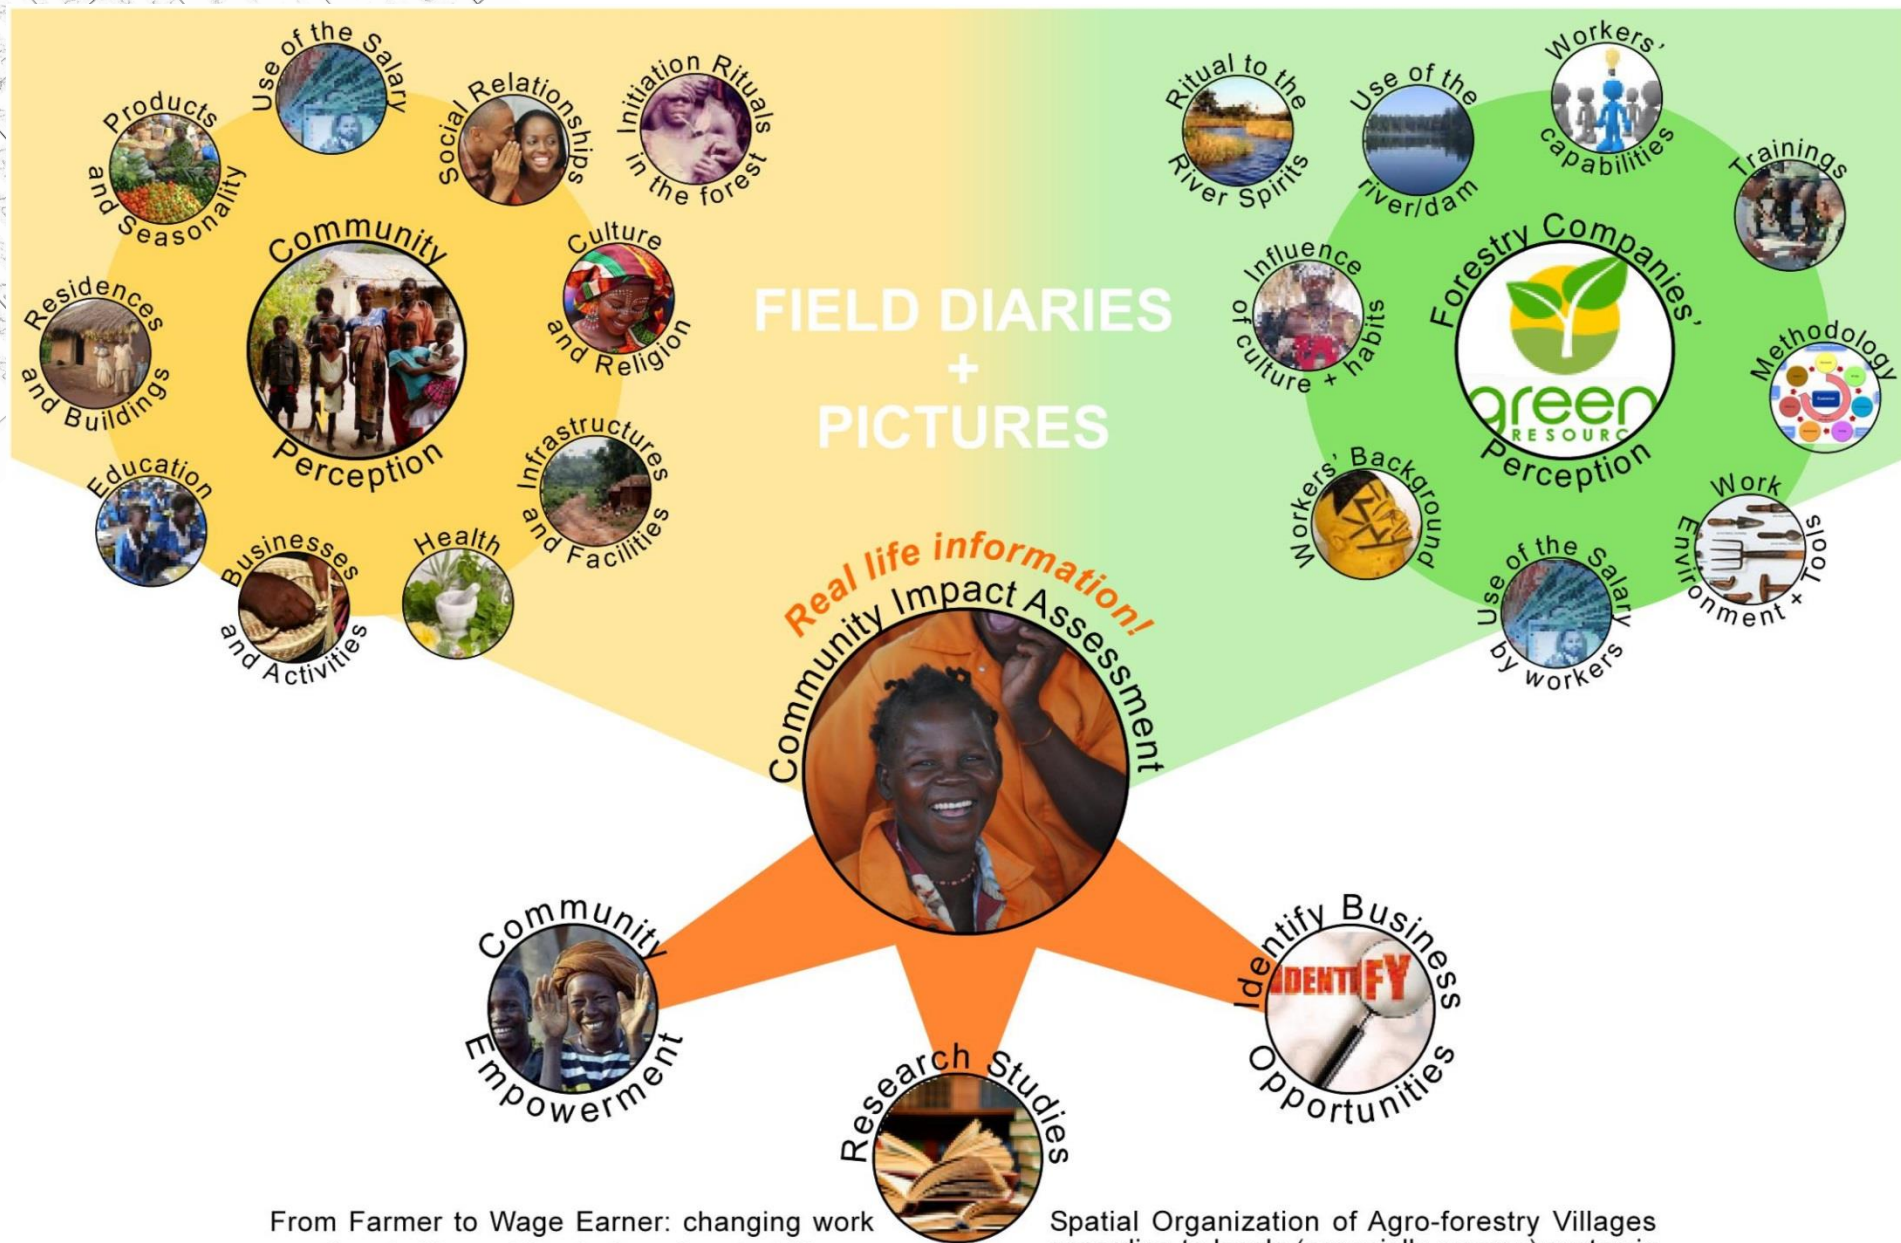 Use of the Salary
Products
and Seasonality
Social Relationships
Initiation Rituals
in the forest
Community
Perception
Culture
and Religion
Residences
and Buildings
Education
Infrastructures
and Facilities
Businesses
and Activities
Health
FIELD DIARIES
+
PICTURES
Ritual to the
River Spirits
Use of the
river/dam
Workers'
capabilities
Trainings
Influence
of culture + habits
Forestry Companies'
Perception
green
RESOURC
Methodology
Workers' Background
Work
Environment + Tools
Use of the Salary
by workers
Real life information!
Community Impact Assessment
Community
Empowerment
Identify Business
Opportunities
IDENTIFY
Research Studies
From Farmer to Wage Earner: changing work
Spatial Organization of Agro-forestry Villages